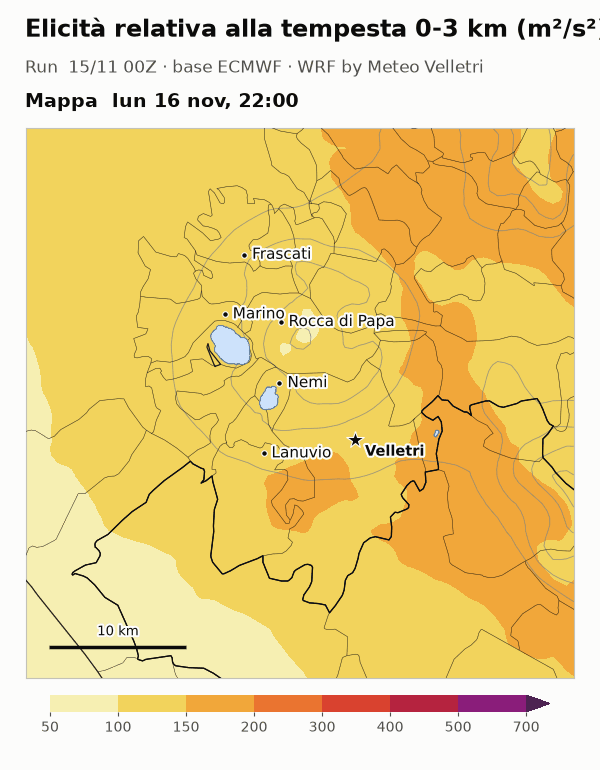 Elicità relativa alla tempesta 0-3 km (m²/s²)
Run 15/11 00Z · base ECMWF · WRF by Meteo Velletri
Mappa lun 16 nov, 22:00
Frascati
Marino
Rocca di Papa
Nemi
Velletri
Lanuvio
10 km
50 100 150 200 300 400 500 700